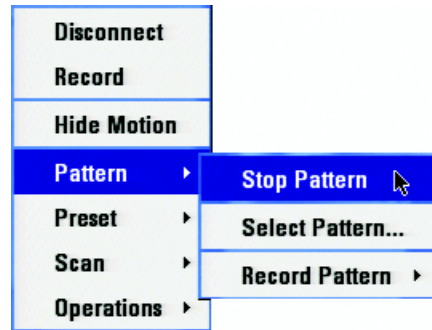 Disconnect
Record
Hide Motion
Pattern
Stop Pattern
Select Pattern...
Record Pattern
Preset
Scan
Operations